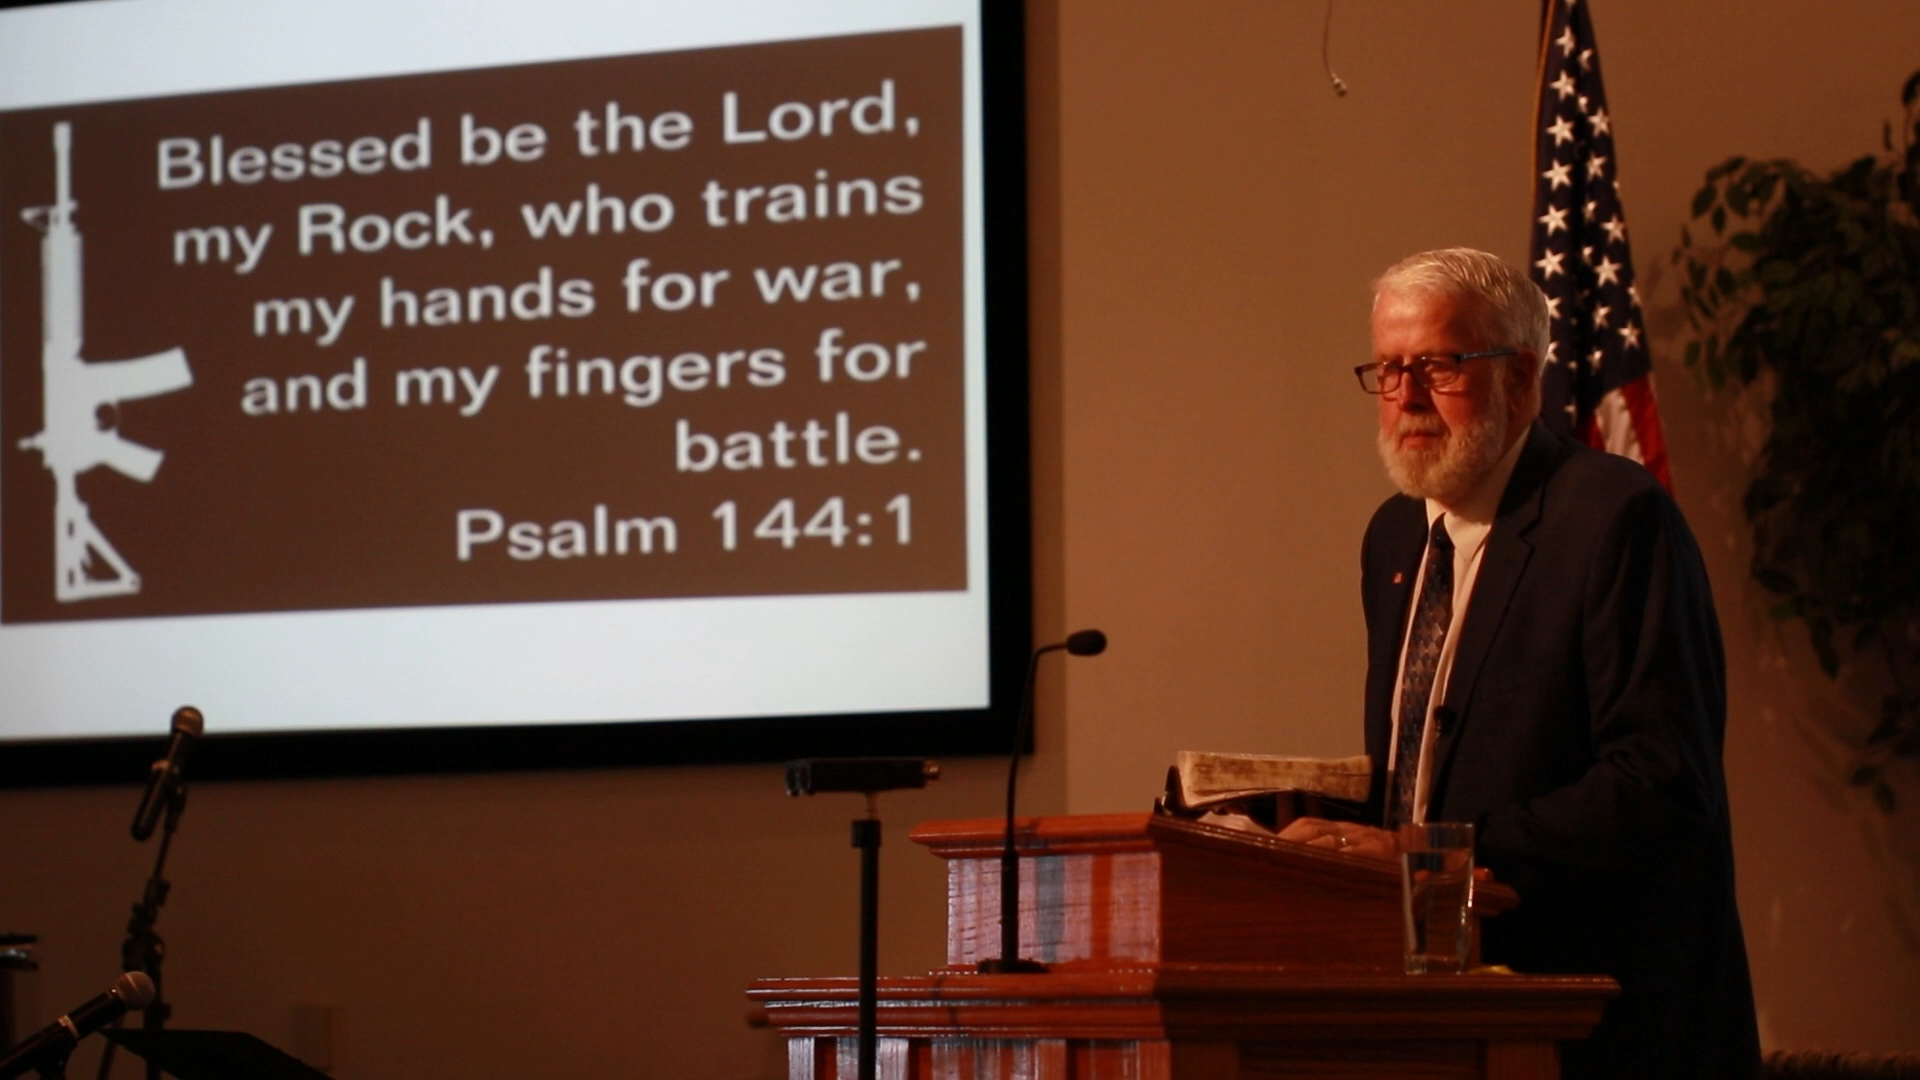 Blessed be the Lord,
my Rock, who trains
my hands for war,
and my fingers for
battle.
Psalm 144:1